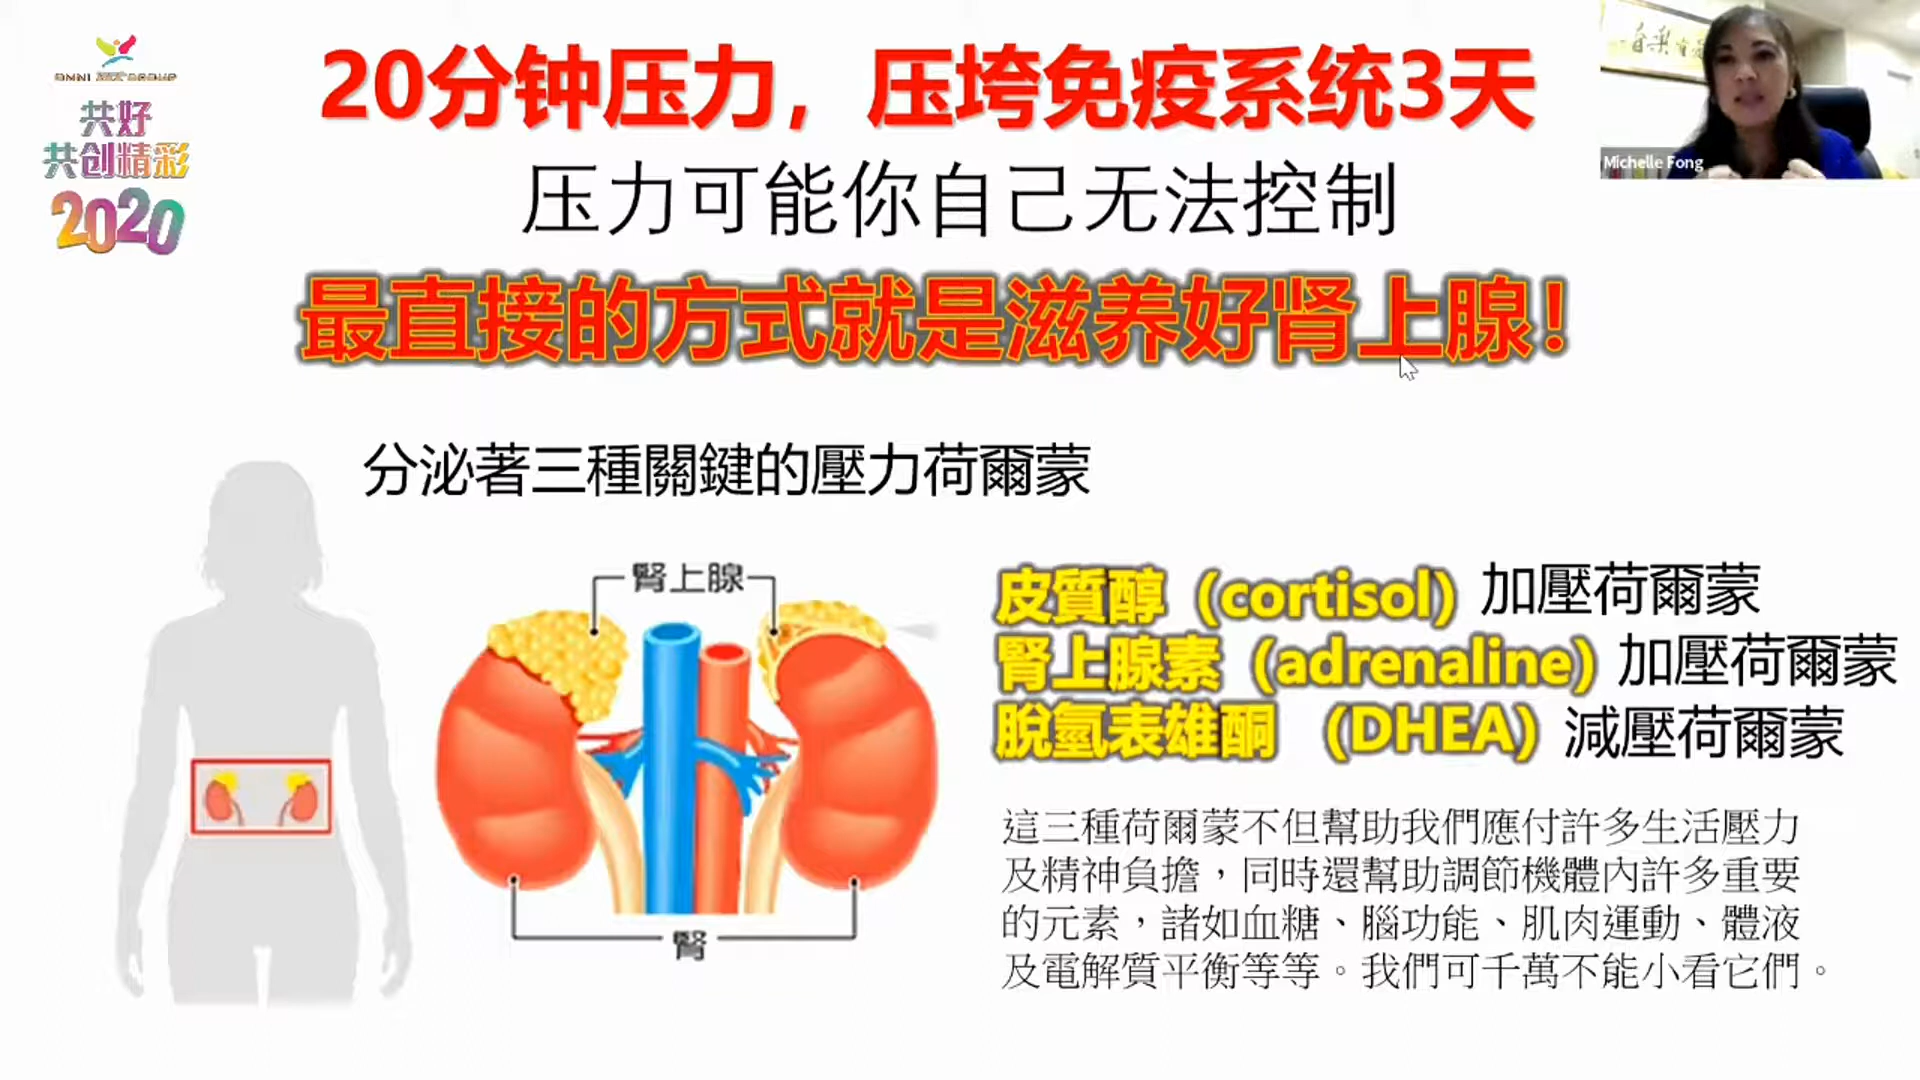 20分钟压力，压垮免疫系统3天
压力可能你自己无法控制
最直接的方式就是滋养好肾上腺！
共好
共创精彩
2020
Michelle Fong
分泌著三種關鍵的壓力荷爾蒙
腎上腺
腎
皮質醇（cortisol）加壓荷爾蒙
腎上腺素（adrenaline）加壓荷爾蒙
脫氫表雄酮 （DHEA）減壓荷爾蒙
這三種荷爾蒙不但幫助我們應付許多生活壓力
及精神負擔，同時還幫助調節機體內許多重要
的元素，諸如血糖、腦功能、肌肉運動、體液
及電解質平衡等等。我們可千萬不能小看它們。